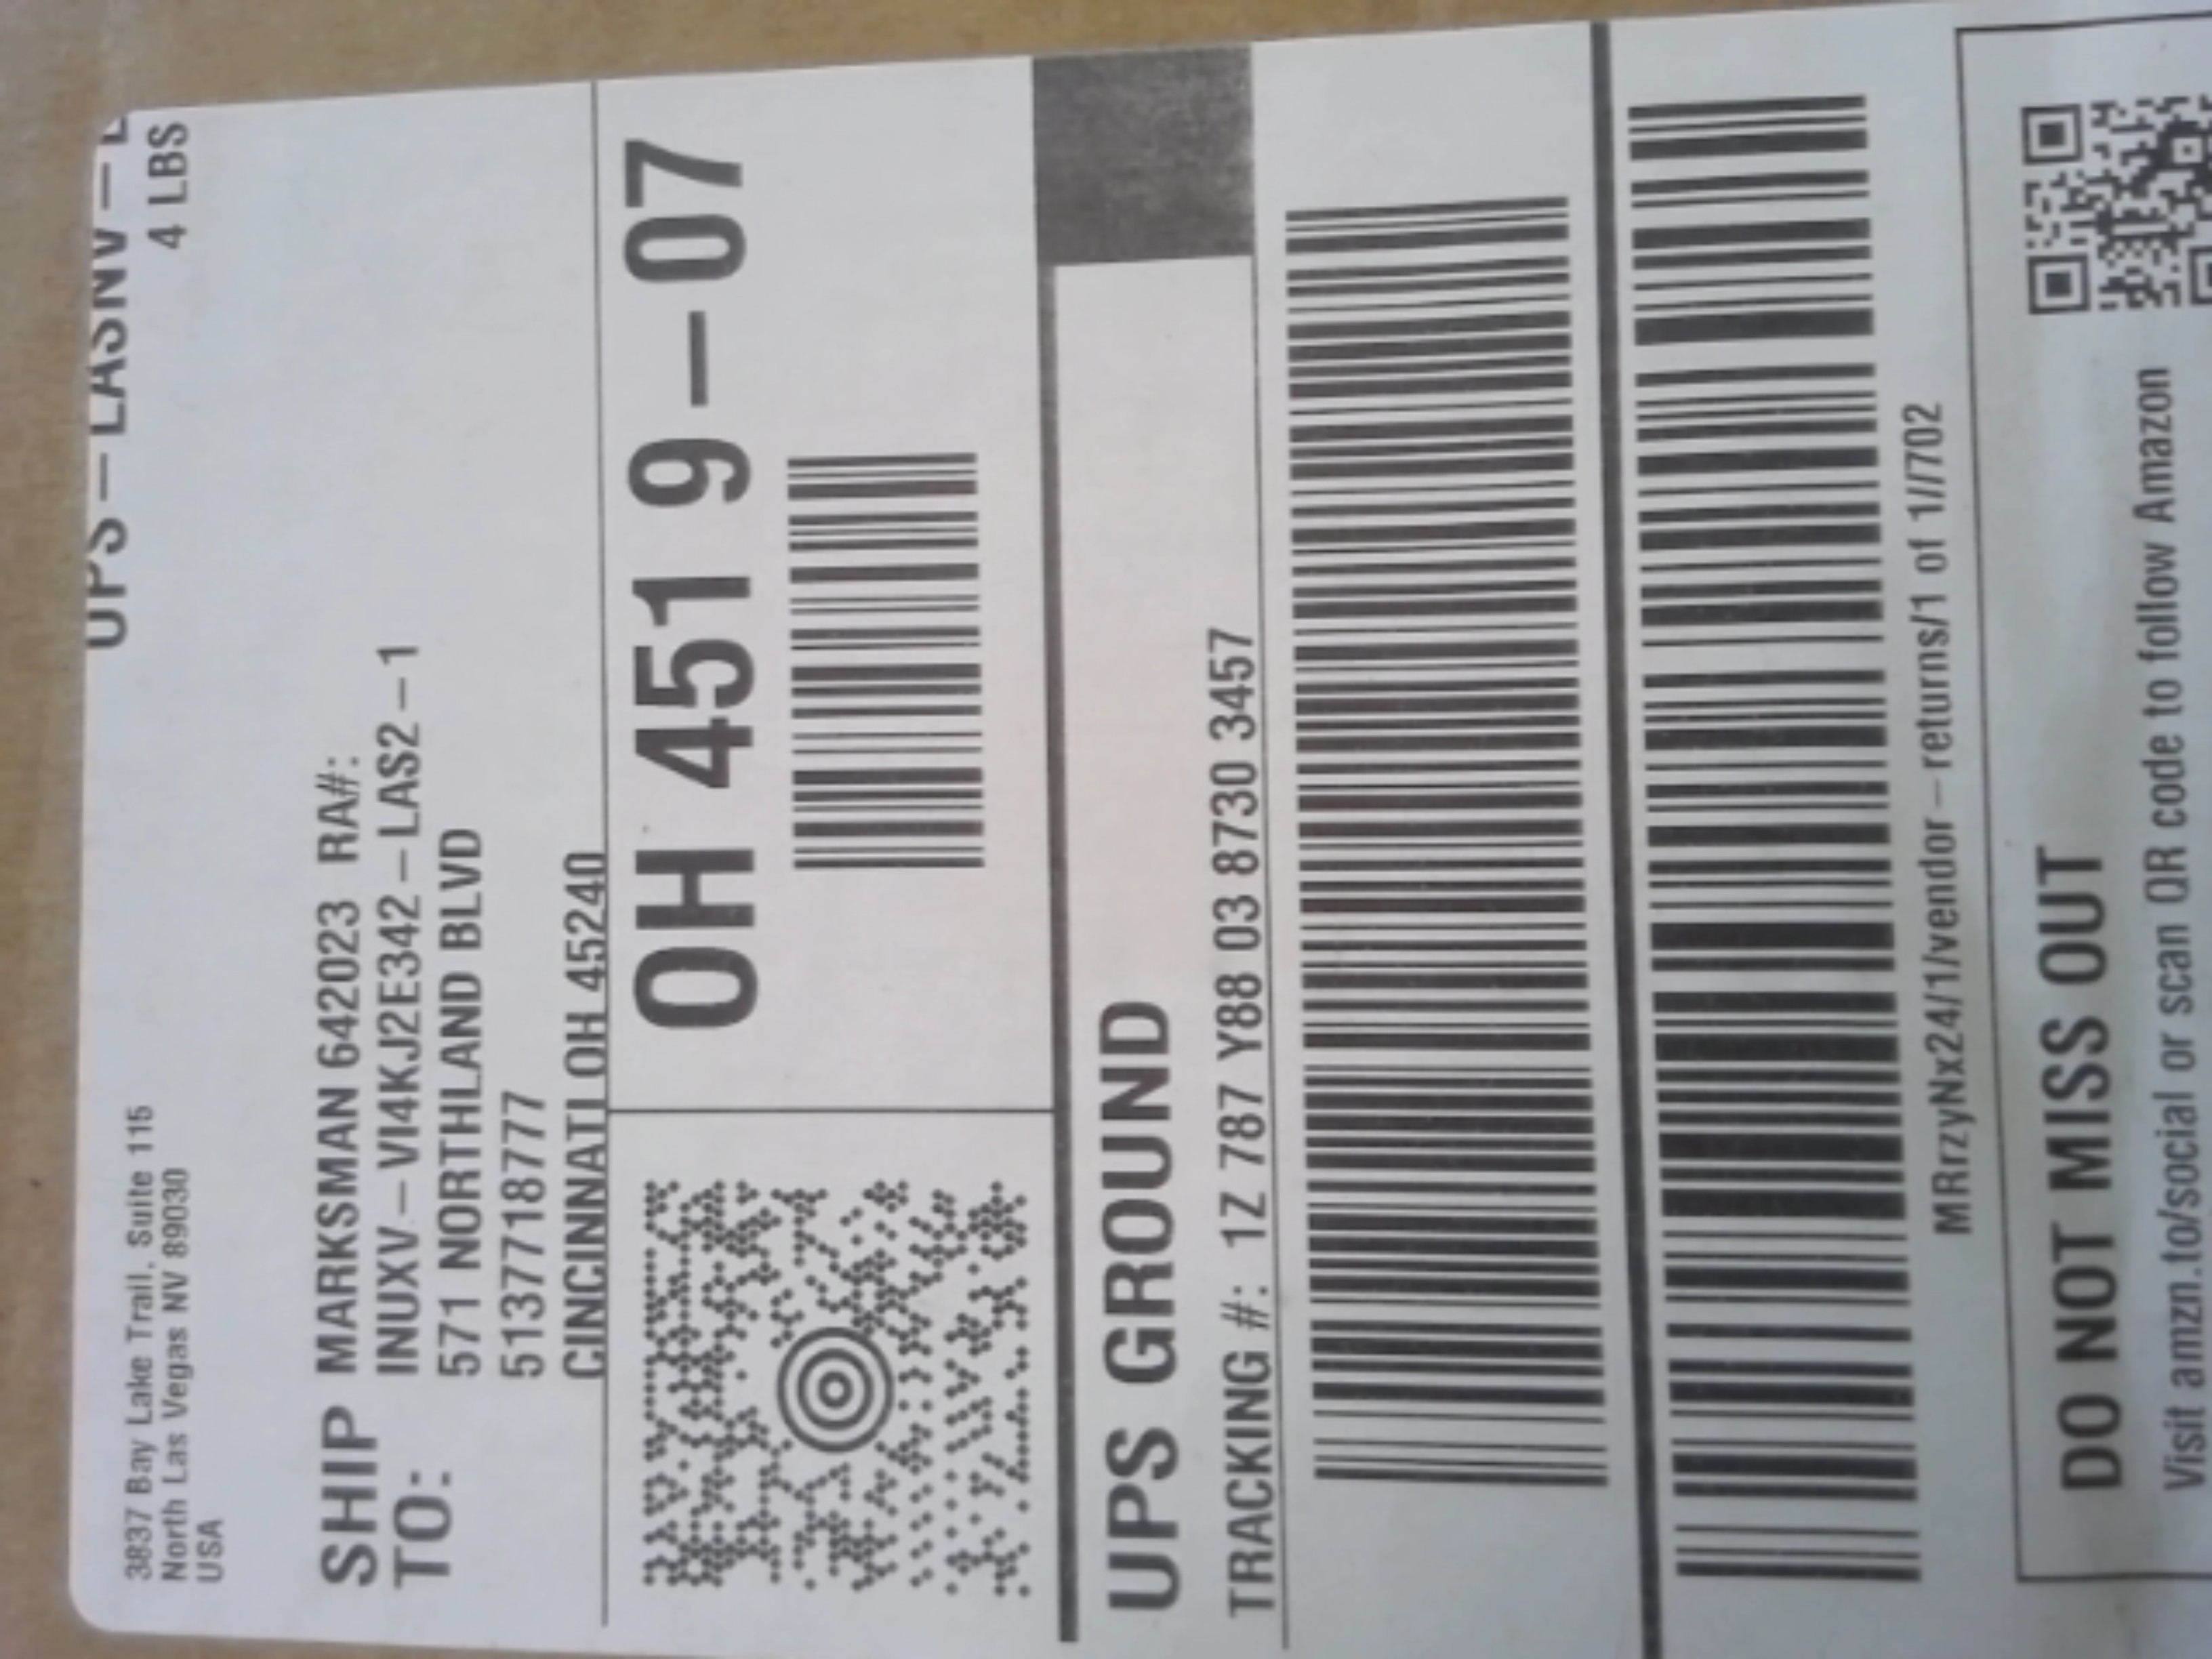 UPS-LASNV-
4 LBS
3837 Bay Lake Trail, Suite 115
North Las Vegas NV 89030
USA
SHIP
TO:
MARKSMAN 642023 RA#:
INUXV-VI4KJ2E342-LAS2-1
571 NORTHLAND BLVD
5137718777
CINCINNATI OH 45240
OH 451 9-07
UPS GROUND
TRACKING #: 1Z 787 Y88 03 8730 3457
MRrzyNx24/1/vendor-returns/1 of 1//702
DO NOT MISS OUT
Visit amzn.to/social or scan QR code to follow Amazon